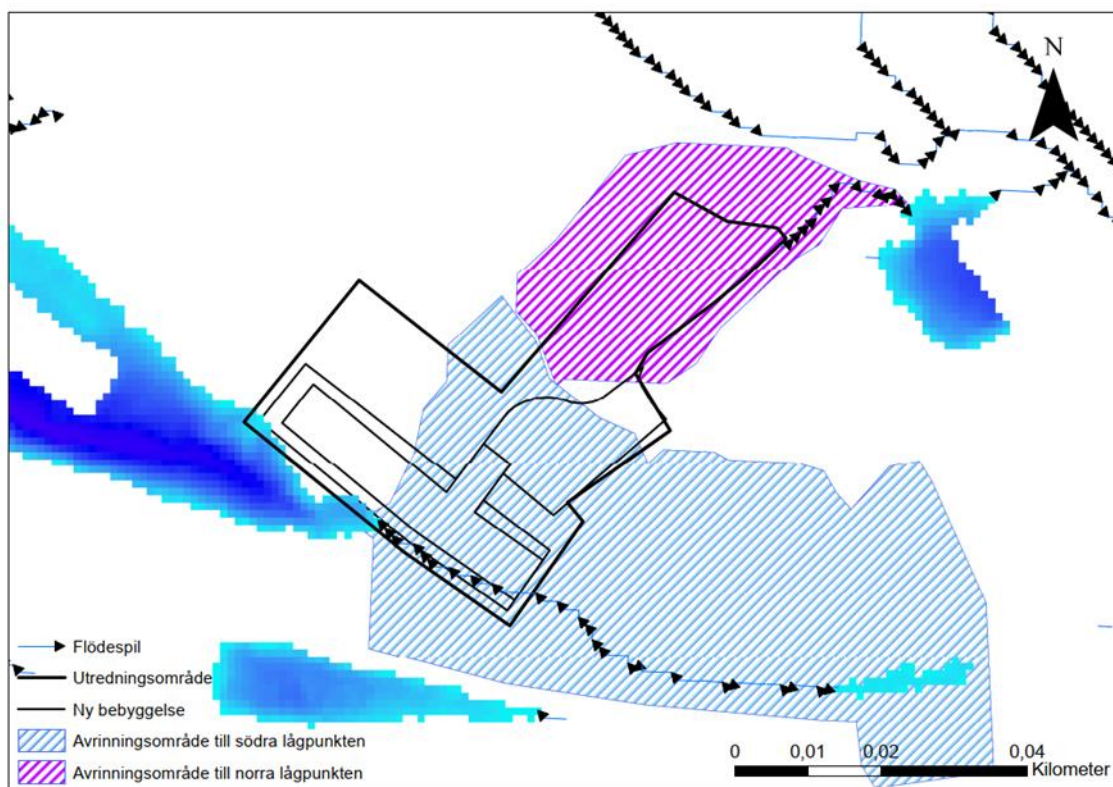 N
Flödespil
Utredningsområde
Ny bebyggelse
Avrinningsområde till södra lågpunkten
Avrinningsområde till norra lågpunkten
0 0,01 0,02 0,04
Kilometer